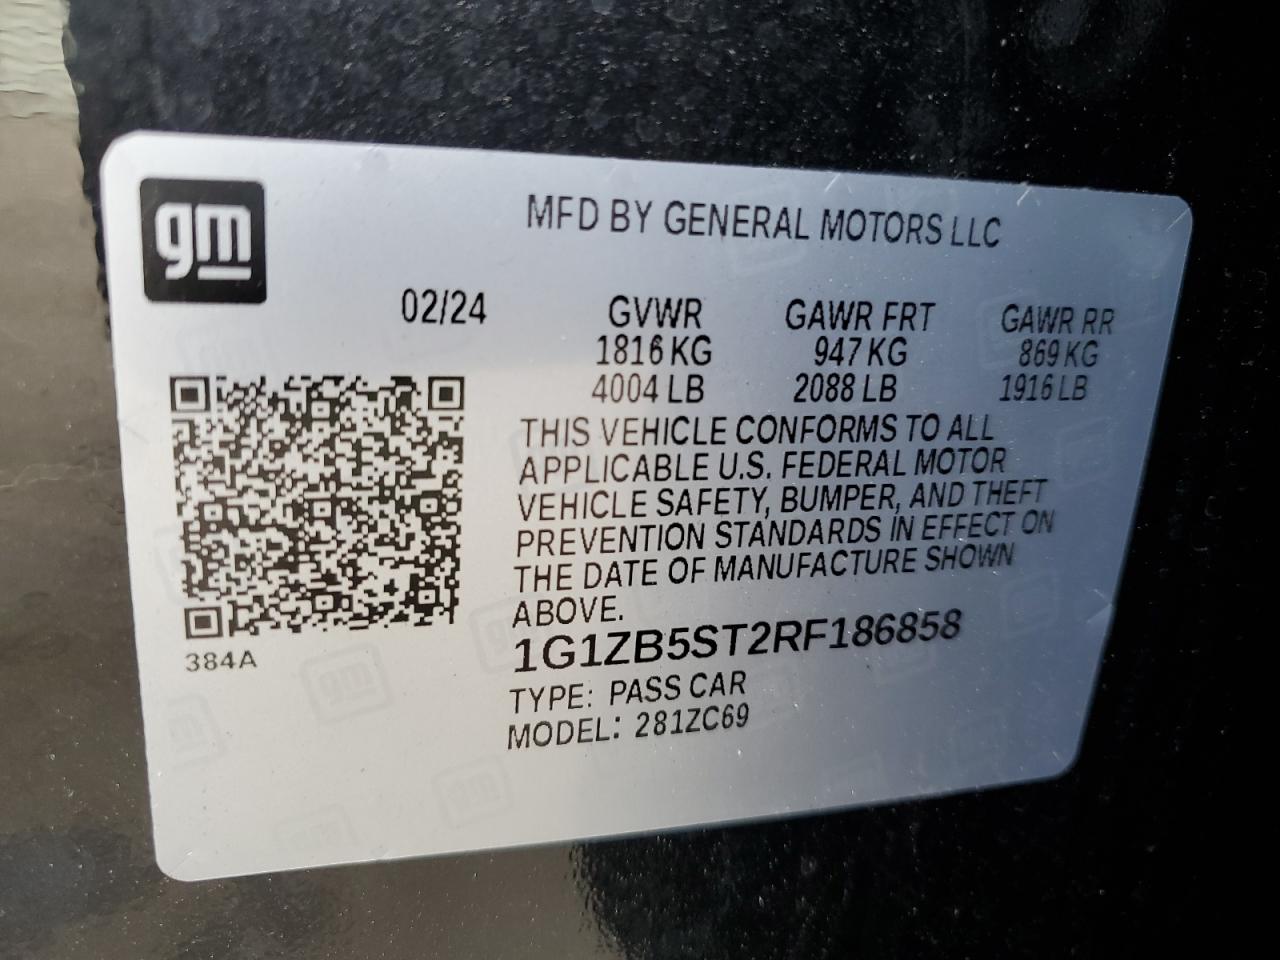 gm
MFD BY GENERAL MOTORS LLC
02/24 GVWR GAWR FRT GAWR RR
1816 KG 947 KG 869 KG
4004 LB 2088 LB 1916 LB
THIS VEHICLE CONFORMS TO ALL
APPLICABLE U.S. FEDERAL MOTOR
VEHICLE SAFETY, BUMPER, AND THEFT
PREVENTION STANDARDS IN EFFECT ON
THE DATE OF MANUFACTURE SHOWN
ABOVE.
384A
1G1ZB5ST2RF186858
TYPE: PASS CAR
MODEL: 281ZC69